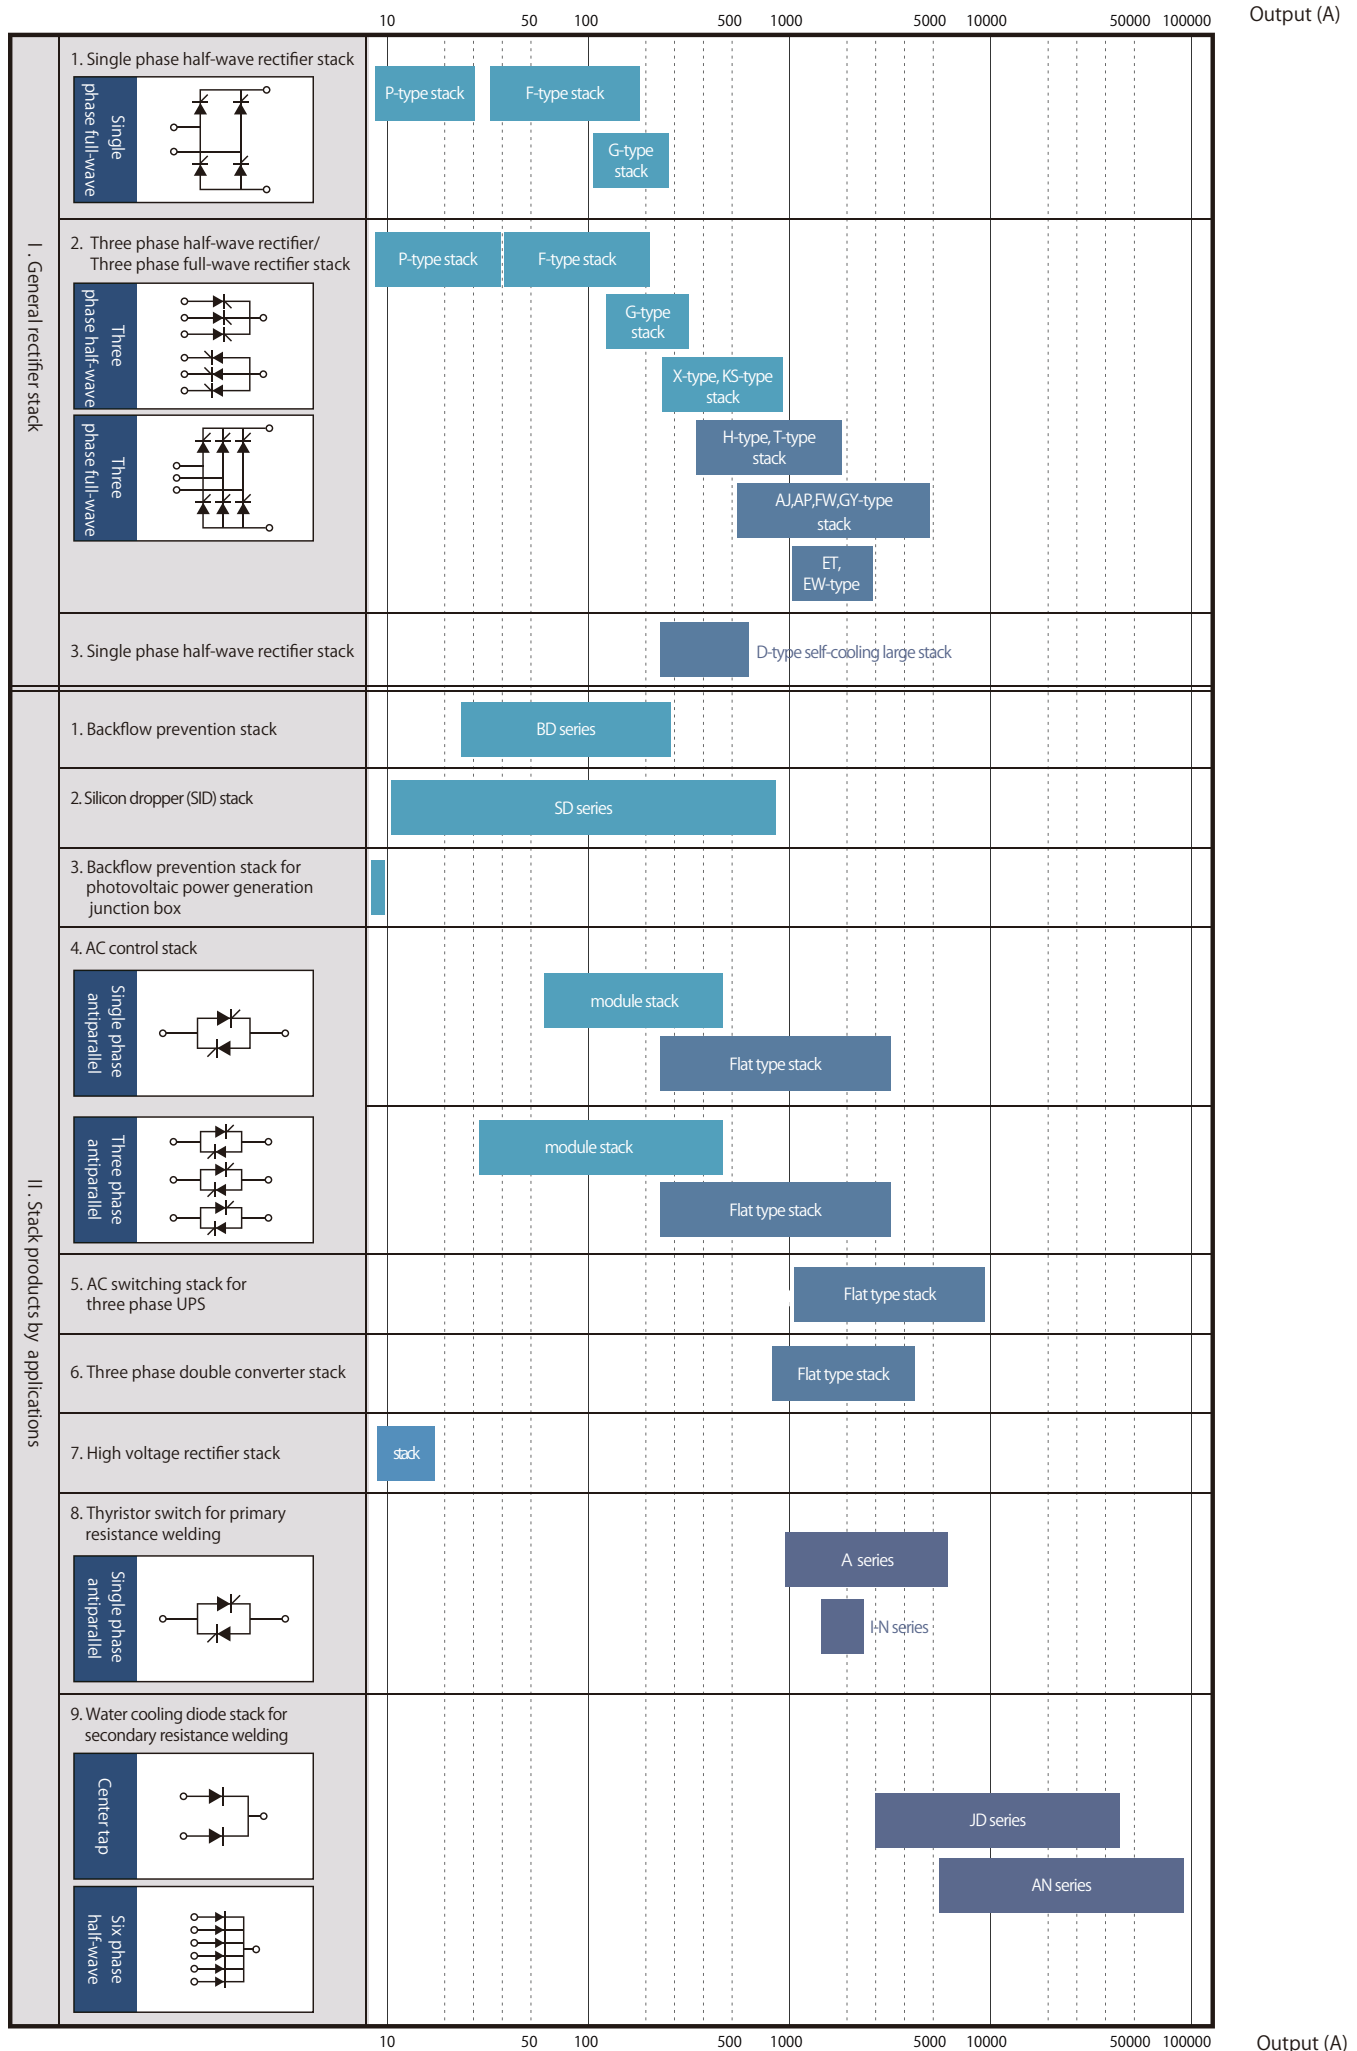 10 50 100 500 1000 5000 10000 50000 100000 Output (A)
I . General rectifier stack
1. Single phase half-wave rectifier stack
Single
phase full-wave
P-type stack
F-type stack
G-type
stack
2. Three phase half-wave rectifier/
Three phase full-wave rectifier stack
Three
phase half-wave
Three
phase full-wave
P-type stack
F-type stack
G-type
stack
X-type, KS-type
stack
H-type, T-type
stack
AJ,AP,FW,GY-type
stack
ET,
EW-type
3. Single phase half-wave rectifier stack
D-type self-cooling large stack
II . Stack products by applications
1. Backflow prevention stack
BD series
2. Silicon dropper (SID) stack
SD series
3. Backflow prevention stack for
photovoltaic power generation
junction box
4. AC control stack
Single phase
antiparallel
module stack
Flat type stack
Three phase
antiparallel
module stack
Flat type stack
5. AC switching stack for
three phase UPS
Flat type stack
6. Three phase double converter stack
Flat type stack
7. High voltage rectifier stack
stack
8. Thyristor switch for primary
resistance welding
Single phase
antiparallel
A series
I-N series
9. Water cooling diode stack for
secondary resistance welding
Center tap
Six phase
half-wave
JD series
AN series
10 50 100 500 1000 5000 10000 50000 100000 Output (A)